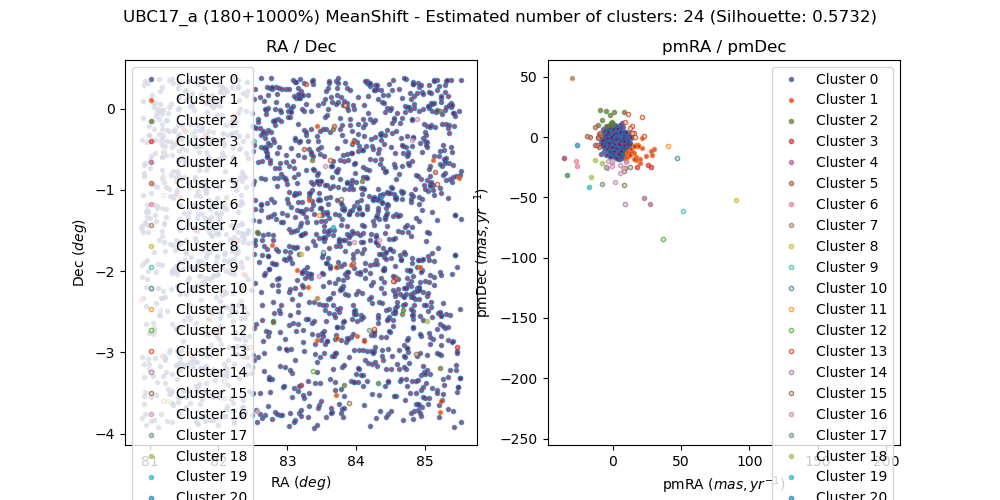 UBC17_a (180+1000%) MeanShift - Estimated number of clusters: 24 (Silhouette: 0.5732)
RA / Dec
Dec (deg)
0
−1
−2
−3
−4
Cluster 0
Cluster 1
Cluster 2
Cluster 3
Cluster 4
Cluster 5
Cluster 6
Cluster 7
Cluster 8
Cluster 9
Cluster 10
Cluster 11
Cluster 12
Cluster 13
Cluster 14
Cluster 15
Cluster 16
Cluster 17
Cluster 18
Cluster 19
Cluster 20
81 82 83 84 85
RA (deg)
pmRA / pmDec
pmDec (mas, yr⁻¹)
50
0
−50
−100
−150
−200
−250
Cluster 0
Cluster 1
Cluster 2
Cluster 3
Cluster 4
Cluster 5
Cluster 6
Cluster 7
Cluster 8
Cluster 9
Cluster 10
Cluster 11
Cluster 12
Cluster 13
Cluster 14
Cluster 15
Cluster 16
Cluster 17
Cluster 18
Cluster 19
Cluster 20
0 50 100 150 200
pmRA (mas, yr⁻¹)